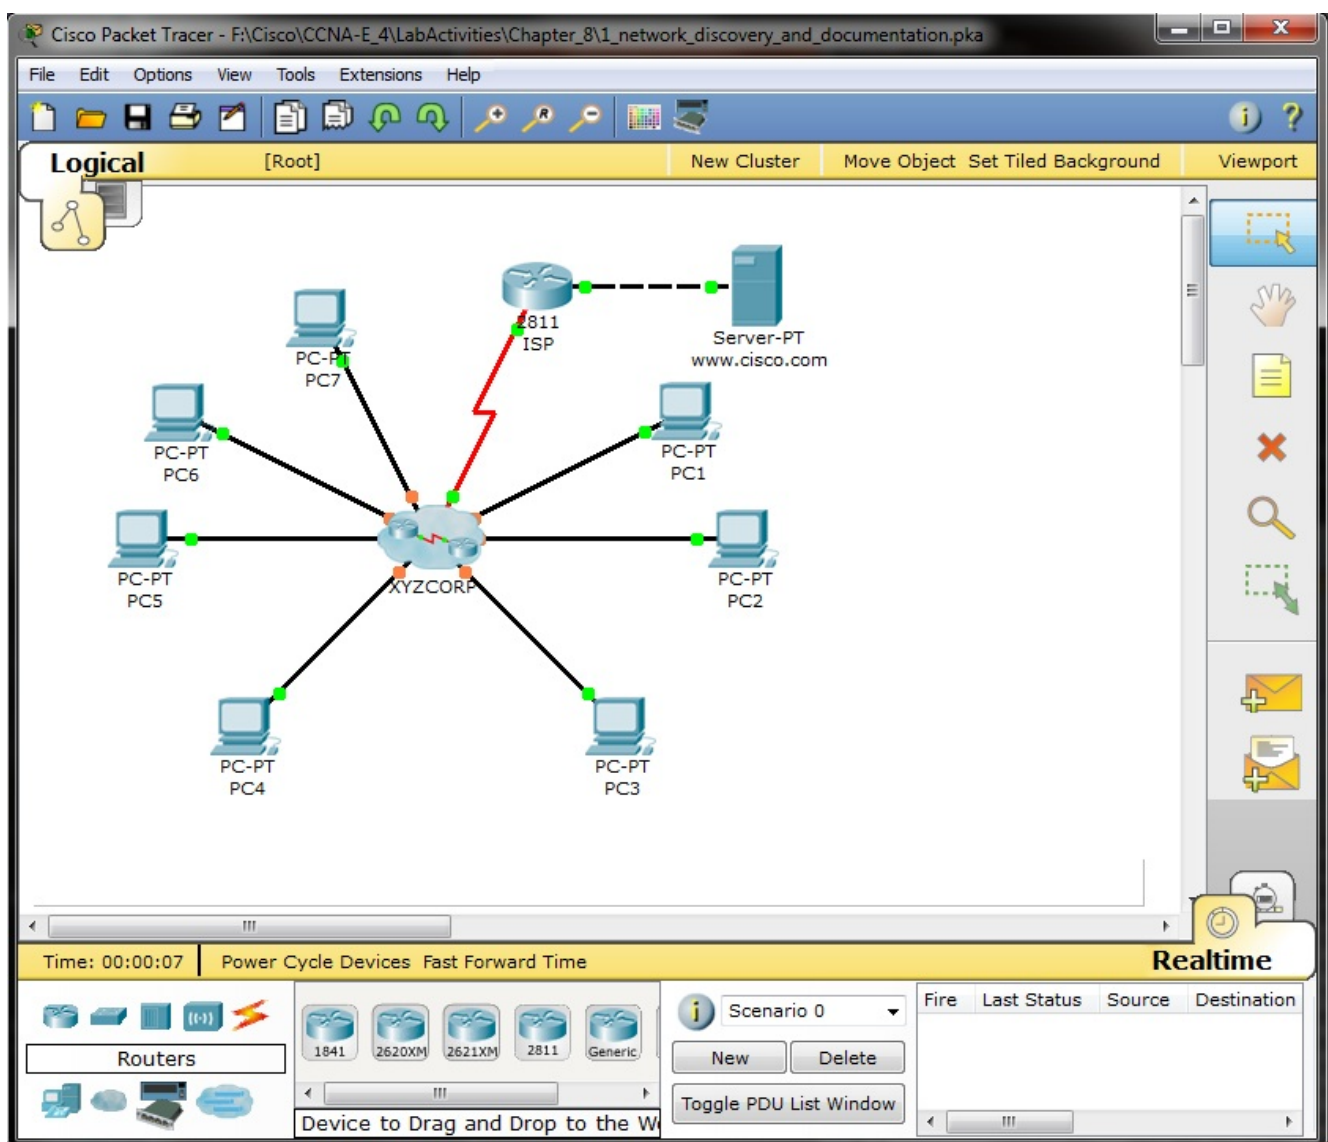 Cisco Packet Tracer - F:\Cisco\CCNA-E_4\LabActivities\Chapter_8\1_network_discovery_and_documentation.pka
File Edit Options View Tools Extensions Help
Logical [Root] New Cluster Move Object Set Tiled Background Viewport
2811
ISP
Server-PT
www.cisco.com
PC-PT
PC7
PC-PT
PC6
PC-PT
PC1
PC-PT
PC5
XYZCORP
PC-PT
PC2
PC-PT
PC4
PC-PT
PC3
Time: 00:00:07 Power Cycle Devices Fast Forward Time Realtime
Routers
1841 2620XM 2621XM 2811 Generic
Device to Drag and Drop to the Wo
Scenario 0
New Delete
Toggle PDU List Window
Fire Last Status Source Destination